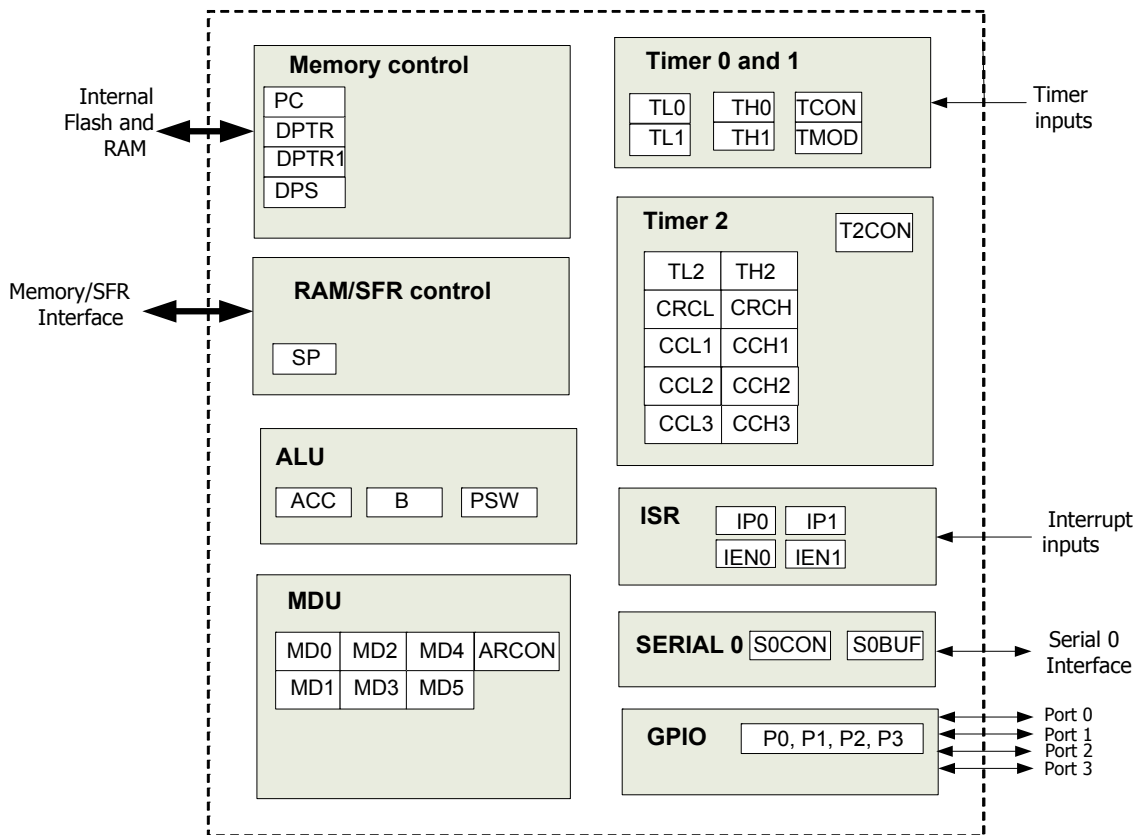 Memory control
PC
DPTR
DPTR1
DPS
Internal
Flash and
RAM
RAM/SFR control
SP
Memory/SFR
Interface
ALU
ACC B PSW
MDU
MD0 MD2 MD4 ARCON
MD1 MD3 MD5
Timer 0 and 1
TL0 TH0 TCON
TL1 TH1 TMOD
Timer
inputs
Timer 2
T2CON
TL2 TH2
CRCL CRCH
CCL1 CCH1
CCL2 CCH2
CCL3 CCH3
ISR
IP0 IP1
IEN0 IEN1
Interrupt
inputs
SERIAL 0 S0CON S0BUF
Serial 0
Interface
GPIO P0, P1, P2, P3
Port 0
Port 1
Port 2
Port 3